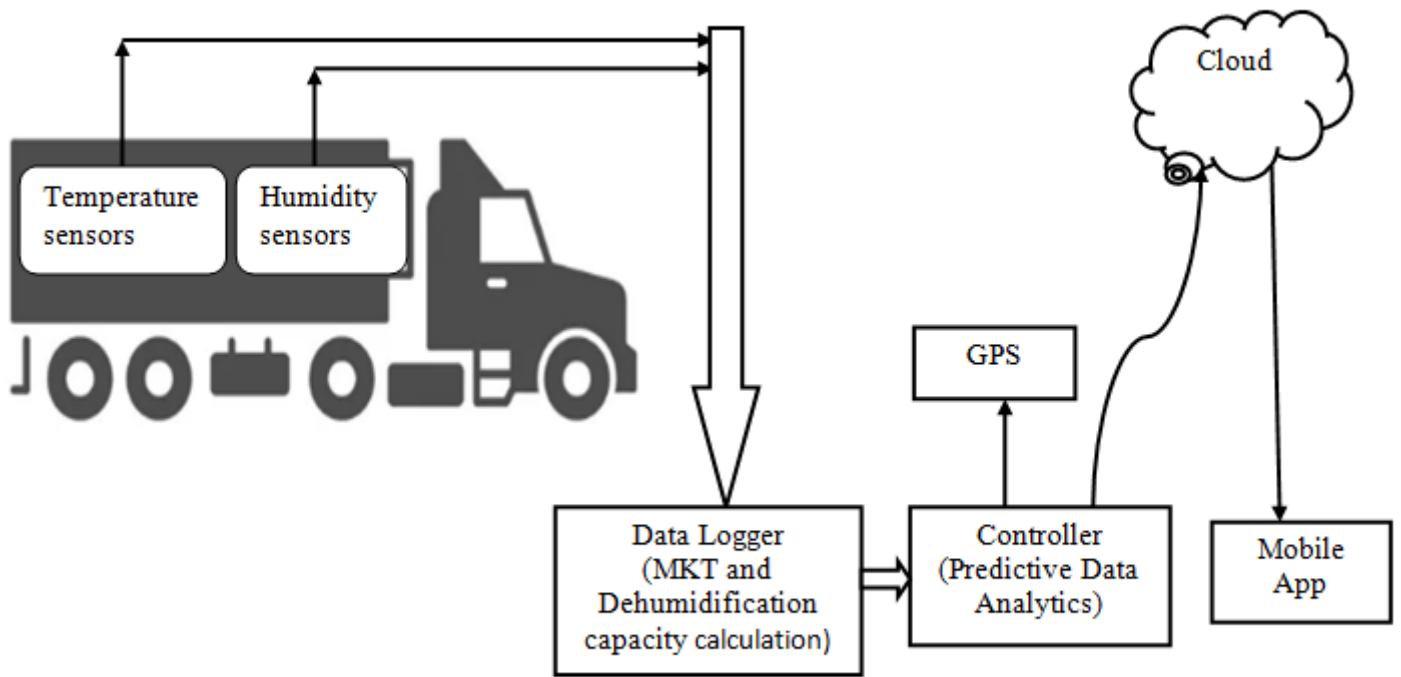 Cloud
Temperature
sensors
Humidity
sensors
GPS
Data Logger
(MKT and
Dehumidification
capacity calculation)
Controller
(Predictive Data
Analytics)
Mobile
App